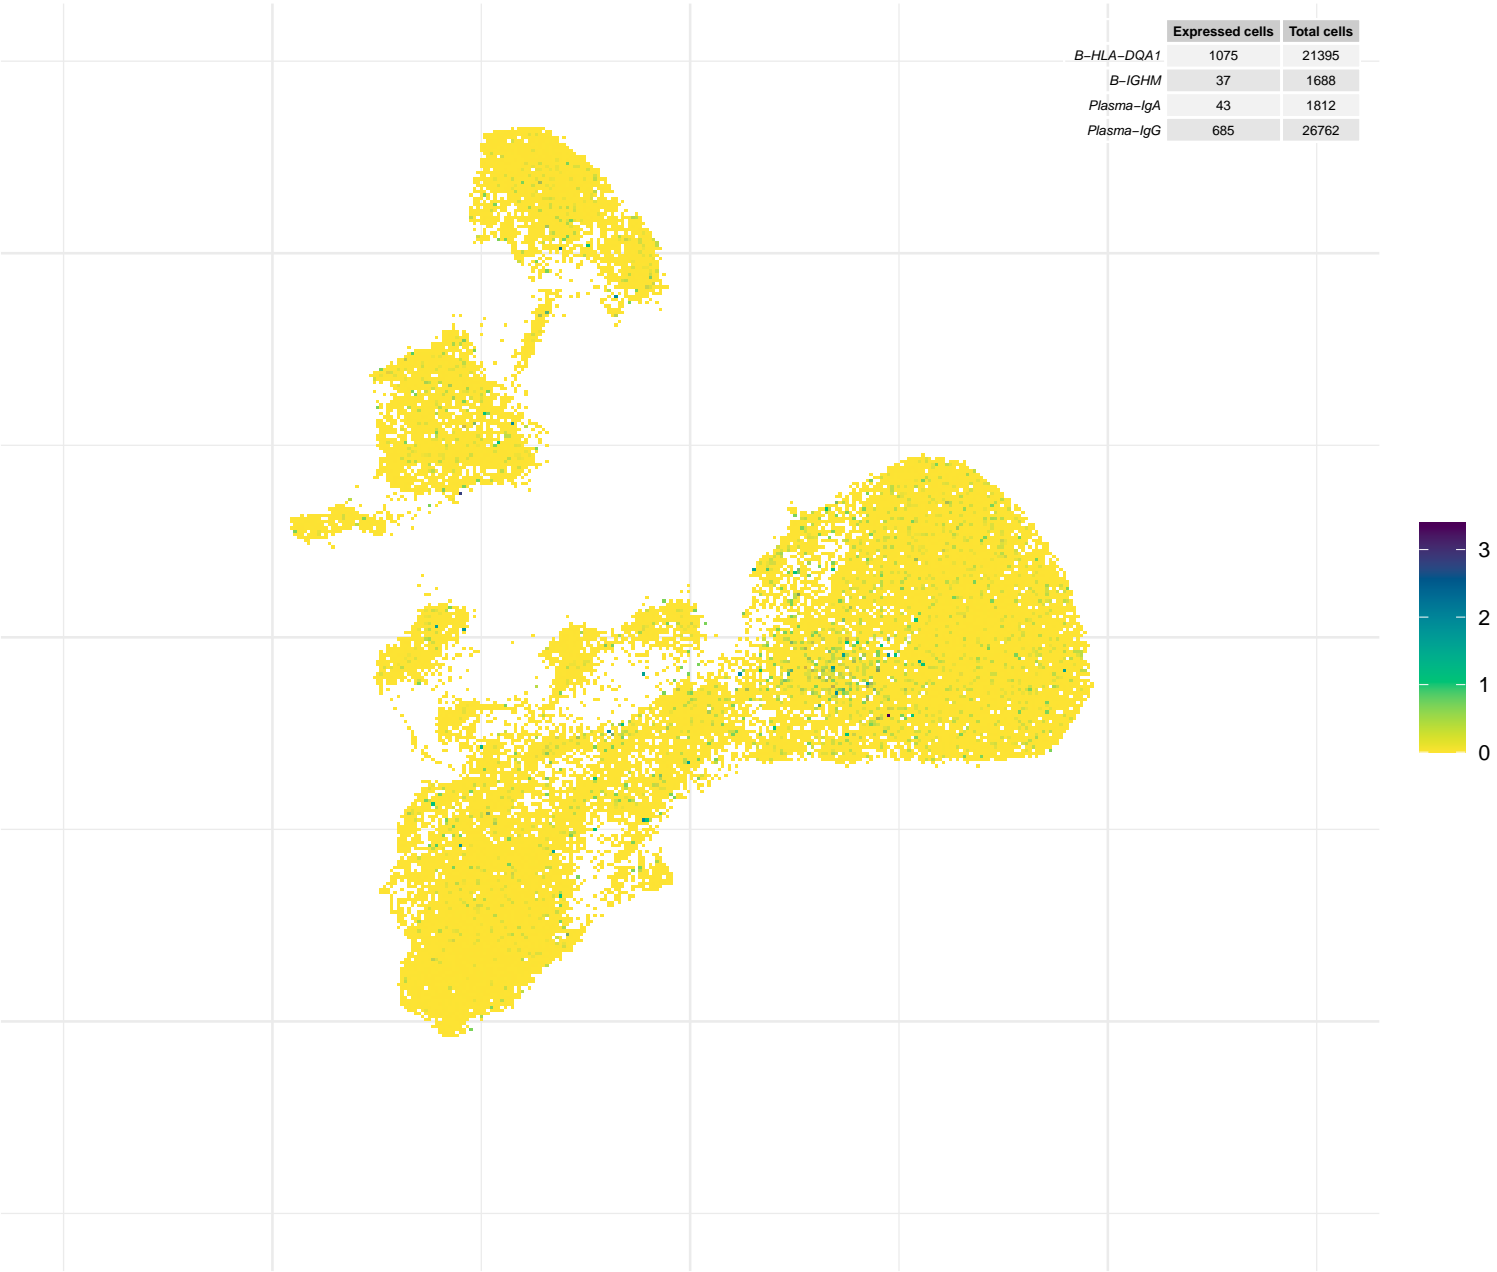 Expressed cells Total cells
B−HLA−DQA1 1075 21395
B−IGHM 37 1688
Plasma−IgA 43 1812
Plasma−IgG 685 26762
3
2
1
0